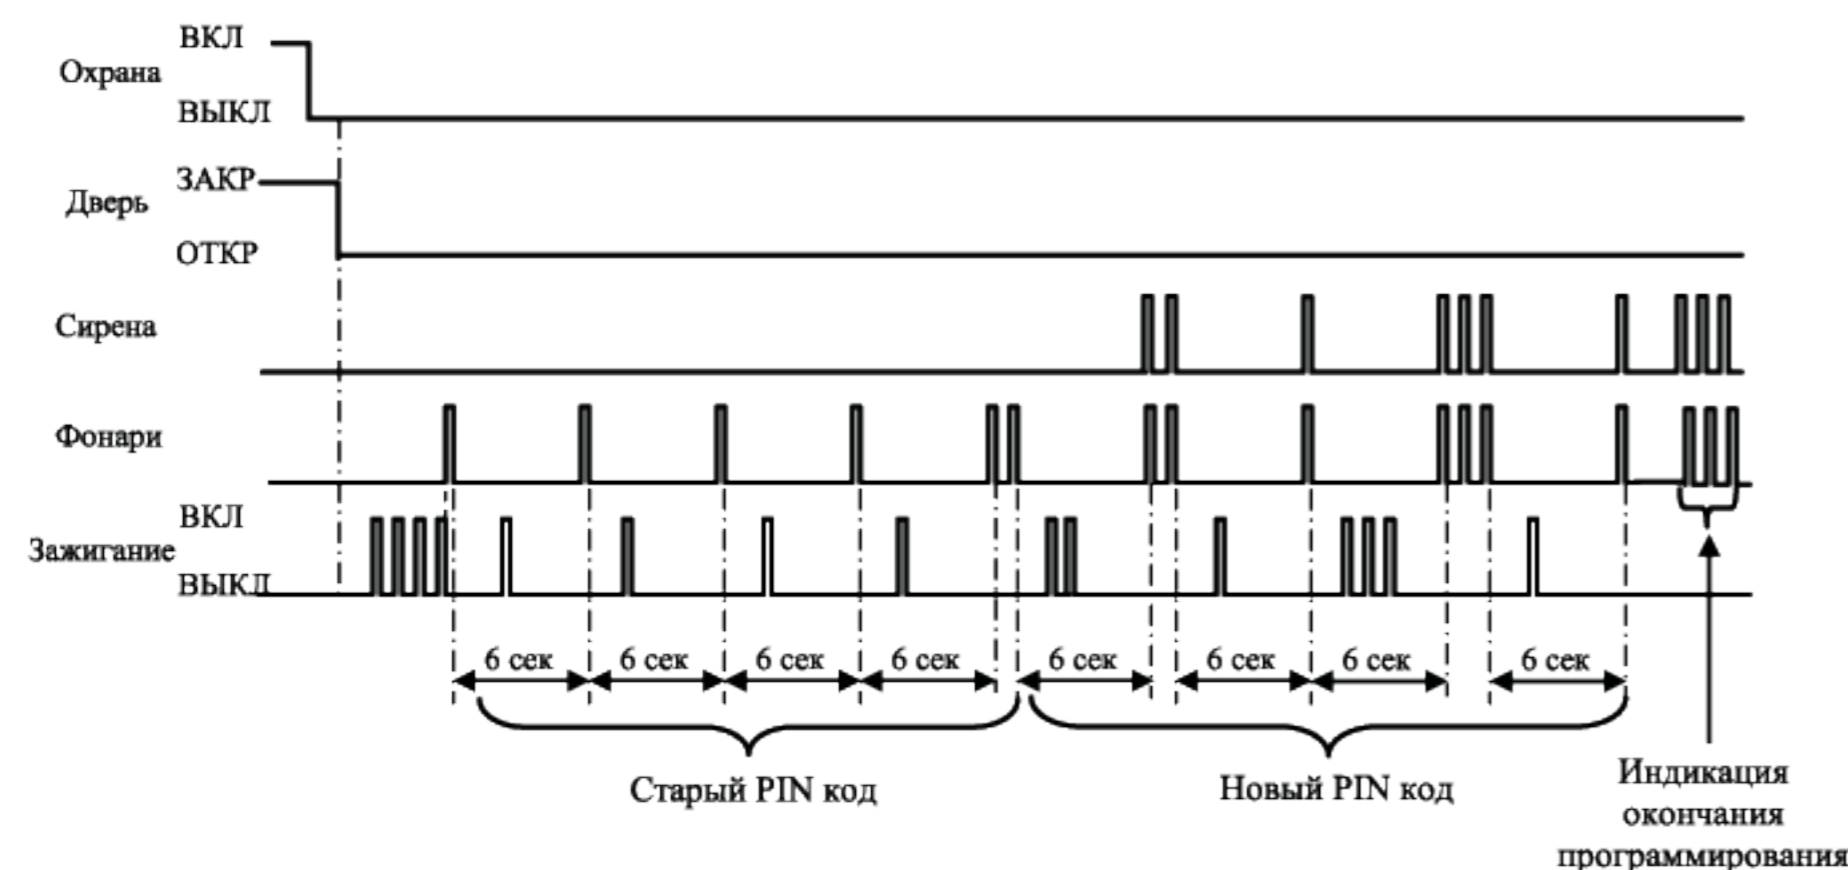 ВКЛ
Охрана
ВЫКЛ
ЗАКР
Дверь
ОТКР
Сирена
Фонари
ВКЛ
Зажигание
ВЫКЛ
6 сек 6 сек 6 сек 6 сек 6 сек 6 сек 6 сек 6 сек
Старый PIN код
Новый PIN код
Индикация
окончания
программирования